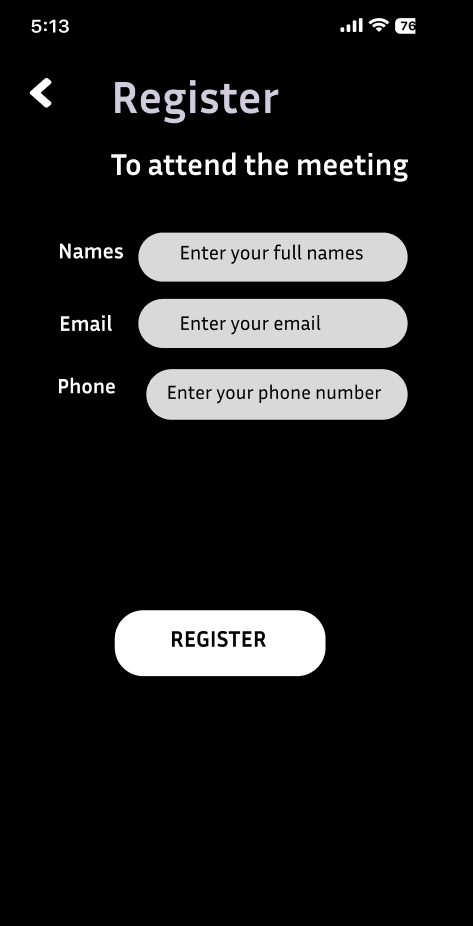 5:13 76
Register
To attend the meeting
Names Enter your full names
Email Enter your email
Phone Enter your phone number
REGISTER